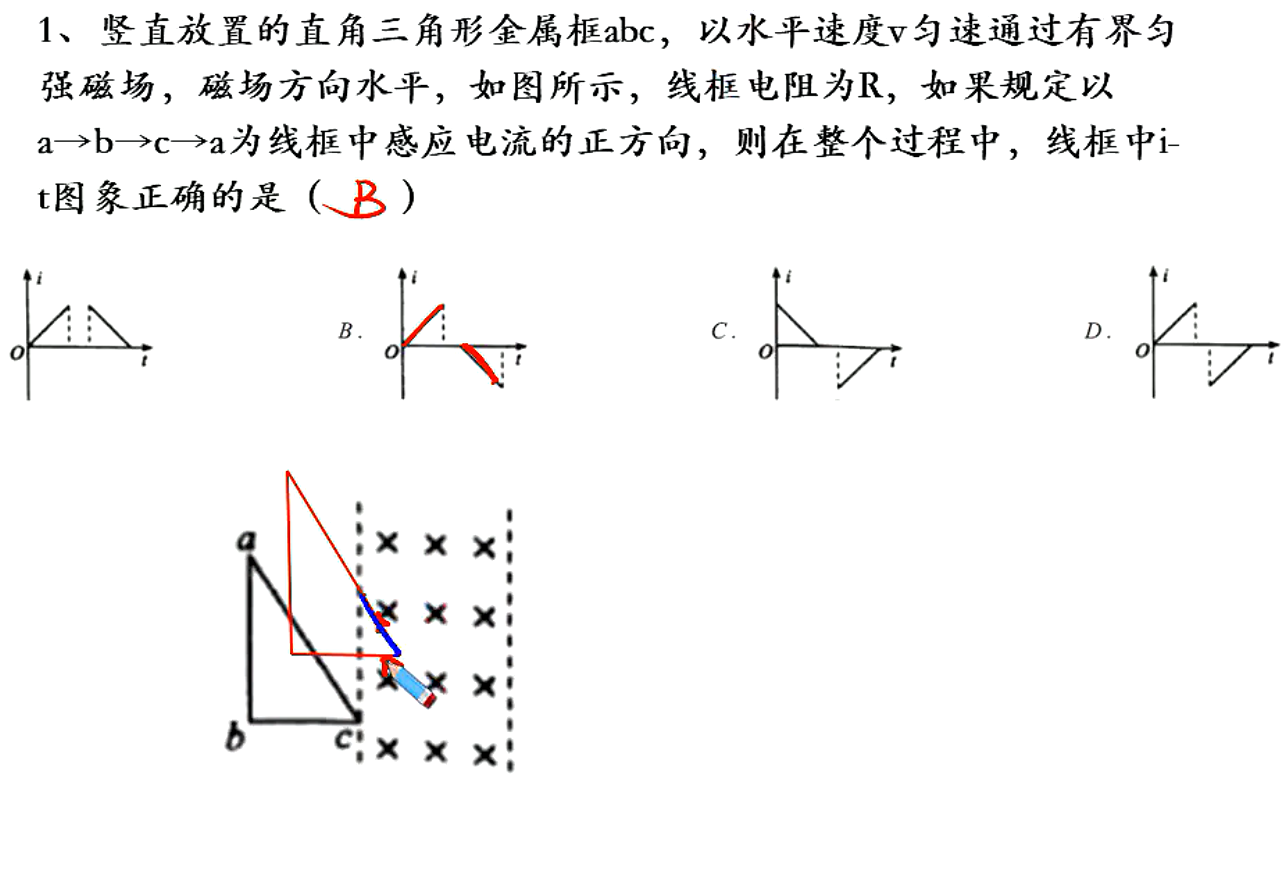 1、竖直放置的直角三角形金属框abc，以水平速度v匀速通过有界匀
强磁场，磁场方向水平，如图所示，线框电阻为R，如果规定以
a→b→c→a为线框中感应电流的正方向，则在整个过程中，线框中i-
t图象正确的是（B）
i
O
t
B.
i
O
t
C.
i
O
t
D.
i
O
t
a
b
c